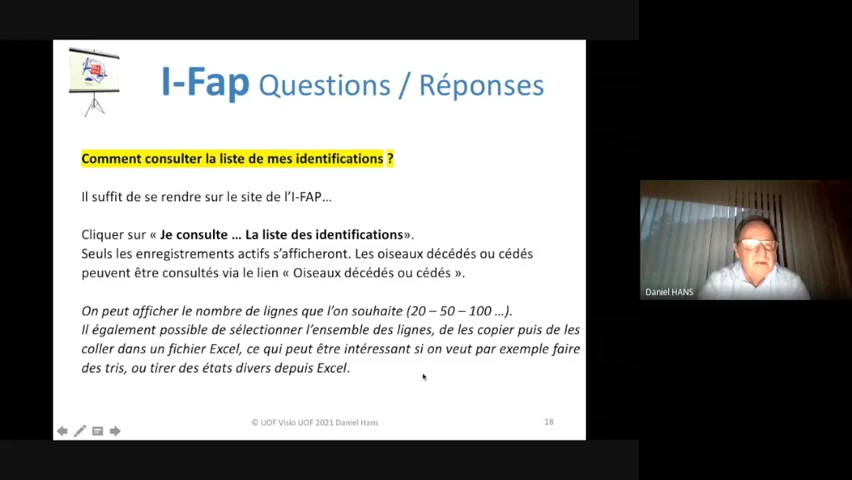 I-Fap Questions / Réponses
Comment consulter la liste de mes identifications ?
Il suffit de se rendre sur le site de l'I-FAP...
Cliquer sur « Je consulte ... La liste des identifications».
Seuls les enregistrements actifs s'afficheront. Les oiseaux décédés ou cédés
peuvent être consultés via le lien « Oiseaux décédés ou cédés ».
On peut afficher le nombre de lignes que l'on souhaite (20 – 50 – 100 ...).
Il également possible de sélectionner l'ensemble des lignes, de les copier puis de les
coller dans un fichier Excel, ce qui peut être intéressant si on veut par exemple faire
des tris, ou tirer des états divers depuis Excel.
© UOF Visio UOF 2021 Daniel Hans
18
Daniel HANS